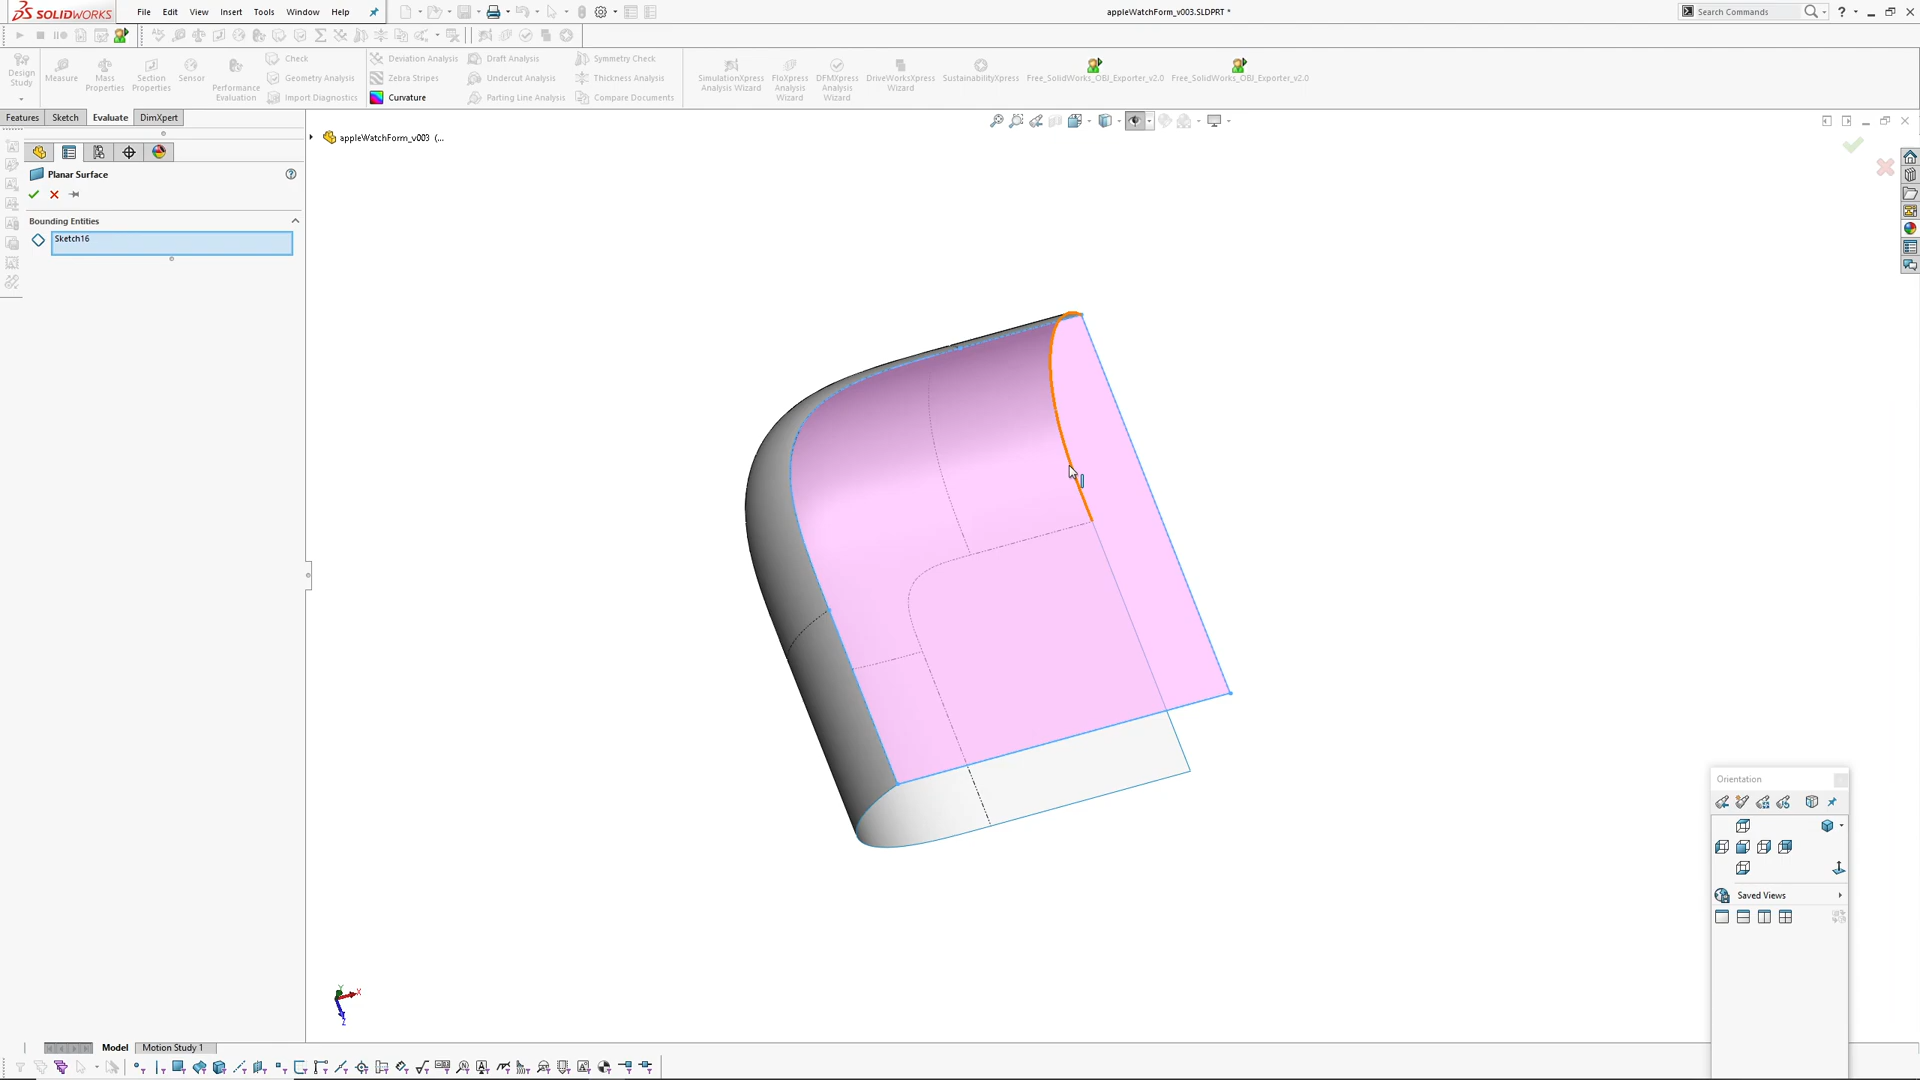 SOLIDWORKS File Edit View Insert Tools Window Help appleWatchForm_v003.SLDPRT * Search Commands
Design Study
Measure
Mass Properties
Section Properties
Sensor
Performance Evaluation
Check
Geometry Analysis
Import Diagnostics
Deviation Analysis
Zebra Stripes
Curvature
Draft Analysis
Undercut Analysis
Parting Line Analysis
Symmetry Check
Thickness Analysis
Compare Documents
SimulationXpress Analysis Wizard
FloXpress Analysis Wizard
DFMXpress Analysis Wizard
DriveWorksXpress Wizard
SustainabilityXpress
Free_SolidWorks_OBJ_Exporter_v2.0
Free_SolidWorks_OBJ_Exporter_v2.0
Features Sketch Evaluate DimXpert
appleWatchForm_v003 (...
Planar Surface
Bounding Entities
Sketch16
Orientation
Saved Views
Y
X
Z
Model Motion Study 1